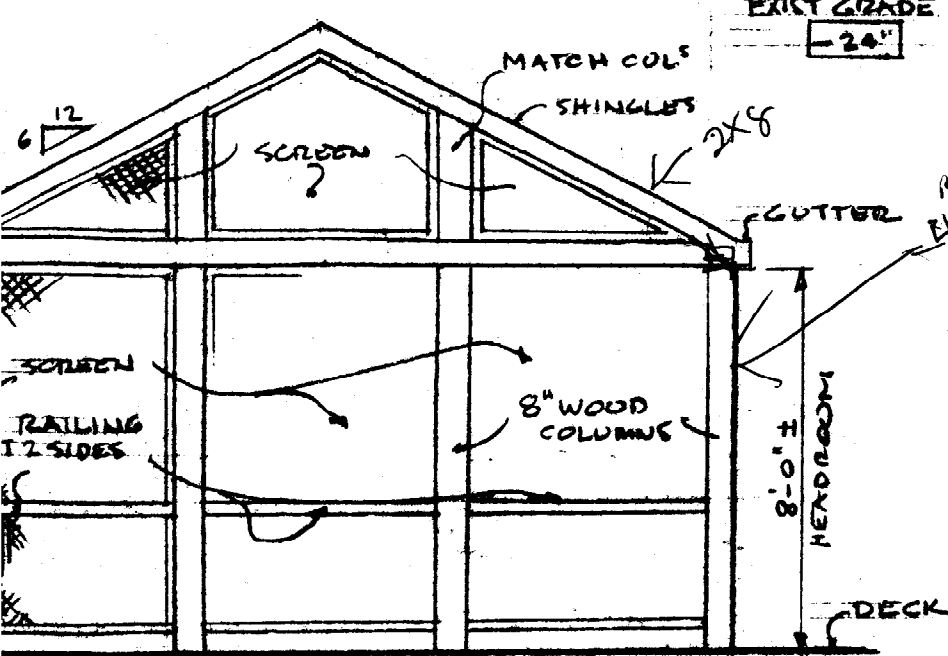 EXIST GRADE
- 24"
MATCH COLS
SHINGLES
2X8
12
6
SCREEN
?
GUTTER
SCREEN
8" WOOD
COLUMNS
RAILING
2 SIDES
8'-0" ±
HEADROOM
DECK